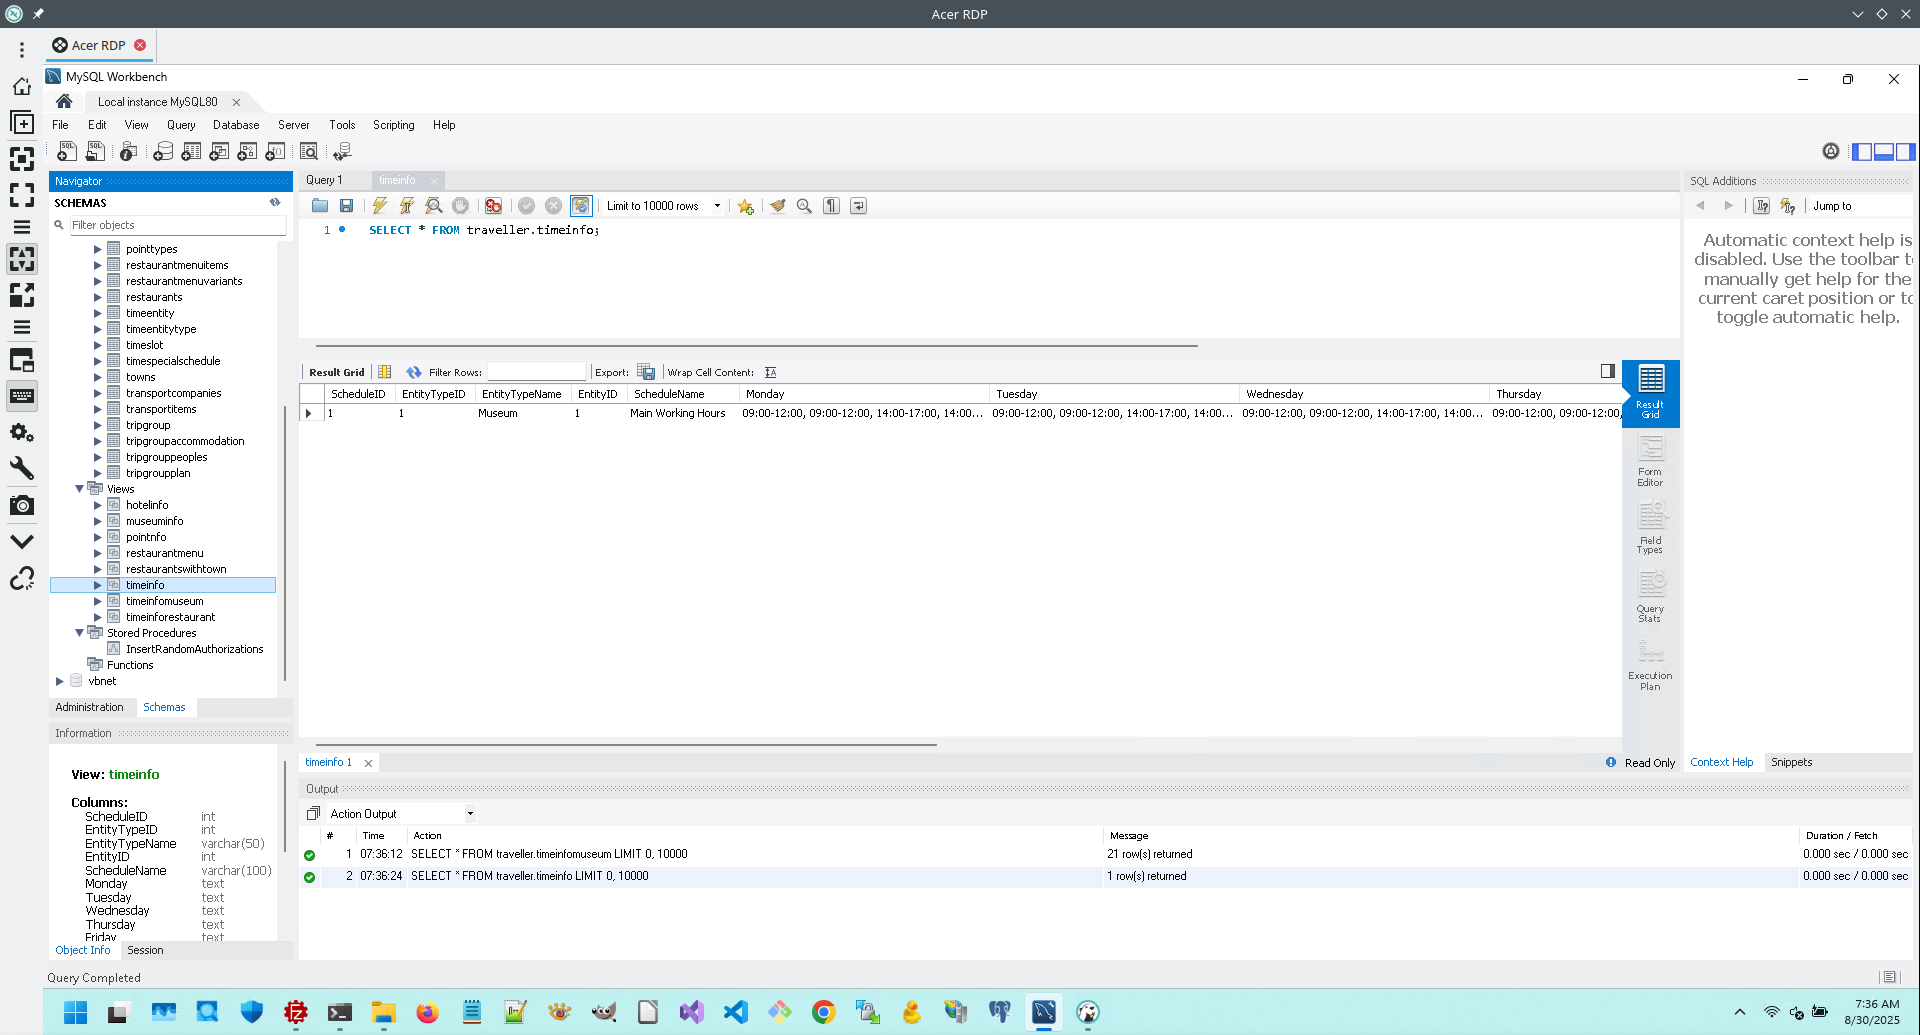 Acer RDP
Acer RDP
MySQL Workbench
Local instance MySQL80
File Edit View Query Database Server Tools Scripting Help
Navigator
SCHEMAS
Filter objects
pointtypes
restaurantmenuitems
restaurantmenuvariants
restaurants
timeentity
timeentitytype
timeslot
timespecialschedule
towns
transportcompanies
transportitems
tripgroup
tripgroupaccommodation
tripgrouppeoples
tripgroupplan
Views
hotelinfo
museuminfo
pointnfo
restaurantmenu
restaurantswithtown
timeinfo
timeinfomuseum
timeinforestaurant
Stored Procedures
InsertRandomAuthorizations
Functions
vbnet
Administration Schemas
Information
View: timeinfo
Columns:
ScheduleID int
EntityTypeID int
EntityTypeName varchar(50)
EntityID int
ScheduleName varchar(100)
Monday text
Tuesday text
Wednesday text
Thursday text
Friday text
Object Info Session
Query 1 timeinfo
Limit to 10000 rows
1 SELECT * FROM traveller.timeinfo;
Result Grid Filter Rows: Export: Wrap Cell Content:
ScheduleID EntityTypeID EntityTypeName EntityID ScheduleName Monday Tuesday Wednesday Thursday
1 1 Museum 1 Main Working Hours 09:00-12:00, 09:00-12:00, 14:00-17:00, 14:00... 09:00-12:00, 09:00-12:00, 14:00-17:00, 14:00... 09:00-12:00, 09:00-12:00, 14:00-17:00, 14:00... 09:00-12:00, 09:00-12:00,
Result Grid
Form Editor
Field Types
Query Stats
Execution Plan
timeinfo 1
Read Only
SQL Additions
Jump to
Automatic context help is
disabled. Use the toolbar t
manually get help for the
current caret position or to
toggle automatic help.
Context Help Snippets
Output
Action Output
# Time Action Message Duration / Fetch
1 07:36:12 SELECT * FROM traveller.timeinfomuseum LIMIT 0, 10000 21 row(s) returned 0.000 sec / 0.000 sec
2 07:36:24 SELECT * FROM traveller.timeinfo LIMIT 0, 10000 1 row(s) returned 0.000 sec / 0.000 sec
Query Completed
7:36 AM
8/30/2025